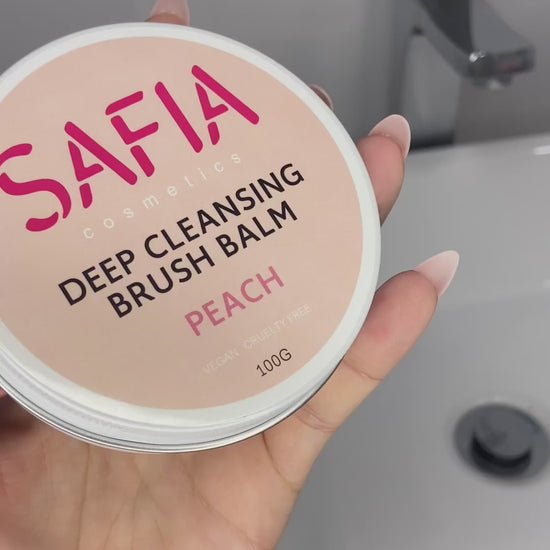 SAFIA
cosmetics
DEEP CLEANSING
BRUSH BALM
PEACH
VEGAN CRUELTY FREE
100G